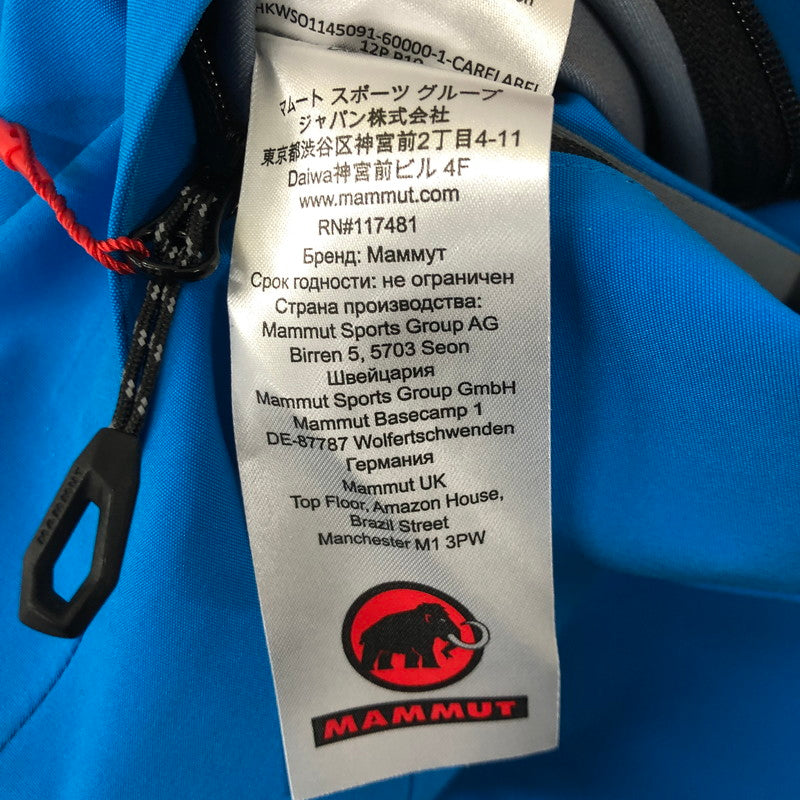 HKWS01145091-60000-1-CARELABEL
マムート スポーツ グループ
ジャパン株式会社
東京都渋谷区神宮前2丁目4-11
Daiwa神宮前ビル 4F
www.mammut.com
RN#117481
Бренд: Маммут
Срок годности: не ограничен
Страна производства:
Mammut Sports Group AG
Birren 5, 5703 Seon
Швейцария
Mammut Sports Group GmbH
Mammut Basecamp 1
DE-87787 Wolfertschwenden
Германия
Mammut UK
Top Floor, Amazon House,
Brazil Street
Manchester M1 3PW
MAMMUT
MAMMUT